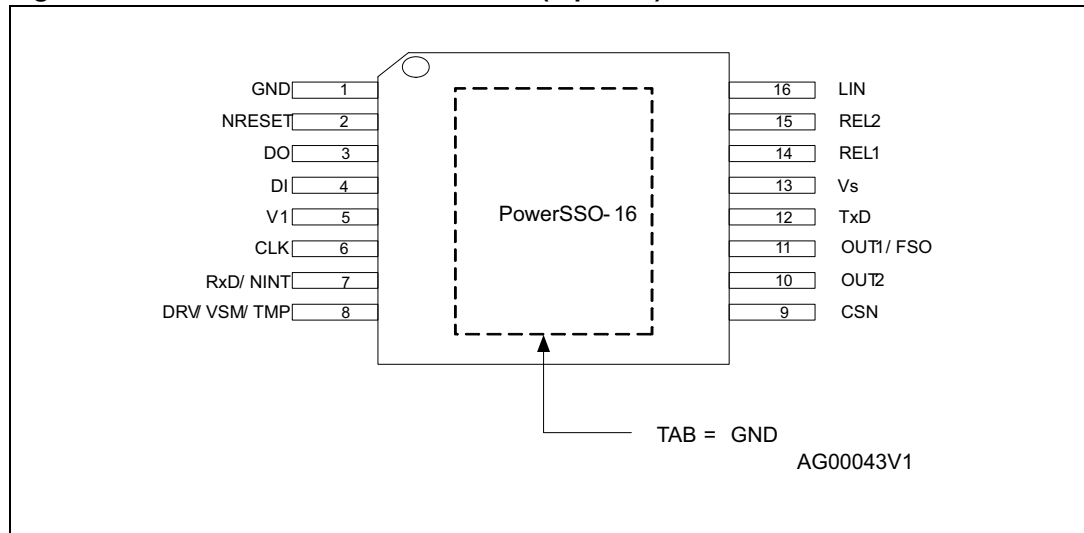 GND 1
NRESET 2
DO 3
DI 4
V1 5
CLK 6
RxD/ NINT 7
DRV/ VSM/ TMP 8
PowerSSO- 16
16 LIN
15 REL2
14 REL1
13 Vs
12 TxD
11 OUT1/ FSO
10 OUT2
9 CSN
TAB = GND
AG00043V1